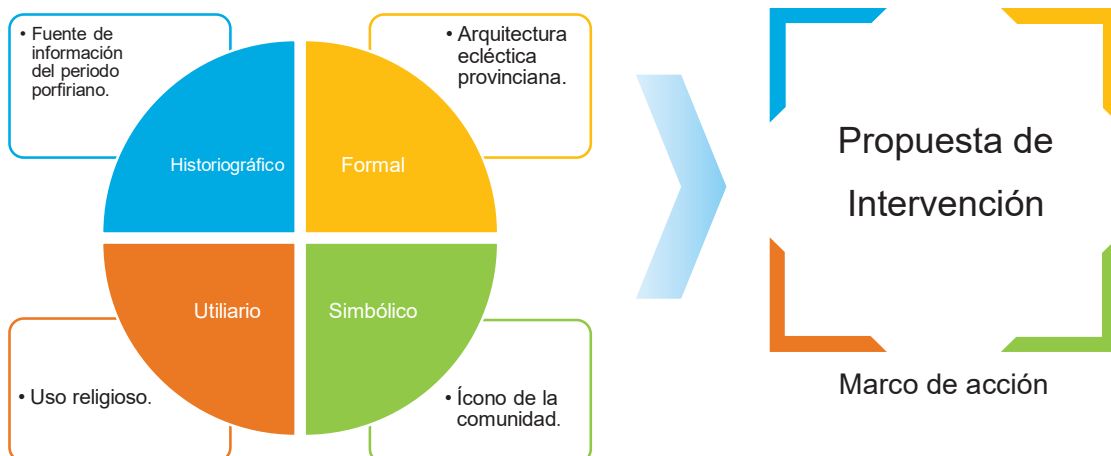 • Fuente de
información
del periodo
porfiriano.
• Arquitectura
ecléctica
provinciana.
Historiográfico
Formal
Utiliario
Simbólico
• Uso religioso.
• Ícono de la
comunidad.
Propuesta de
Intervención
Marco de acción